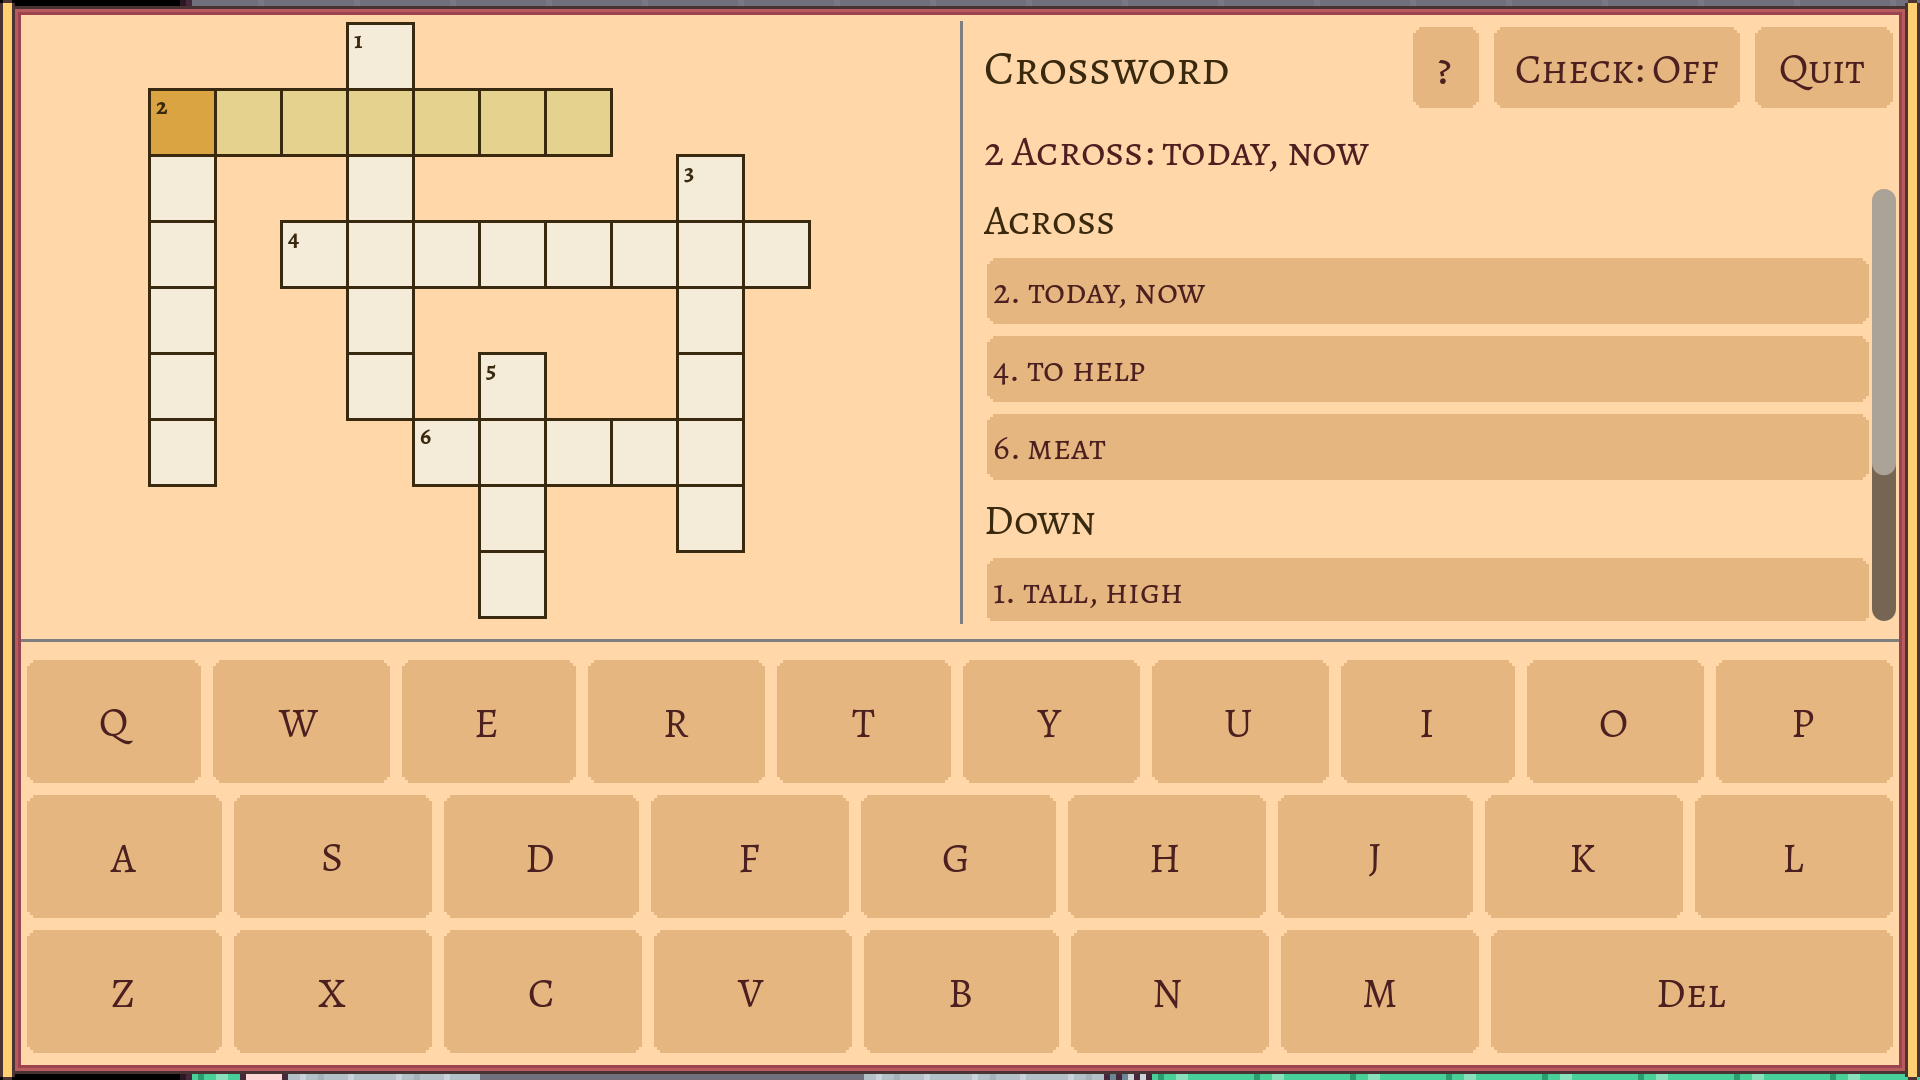 1
2
3
4
5
6
Crossword
?
Check: Off
Quit
2 Across: today, now
Across
2. today, now
4. to help
6. meat
Down
1. tall, high
Q W E R T Y U I O P
A S D F G H J K L
Z X C V B N M Del